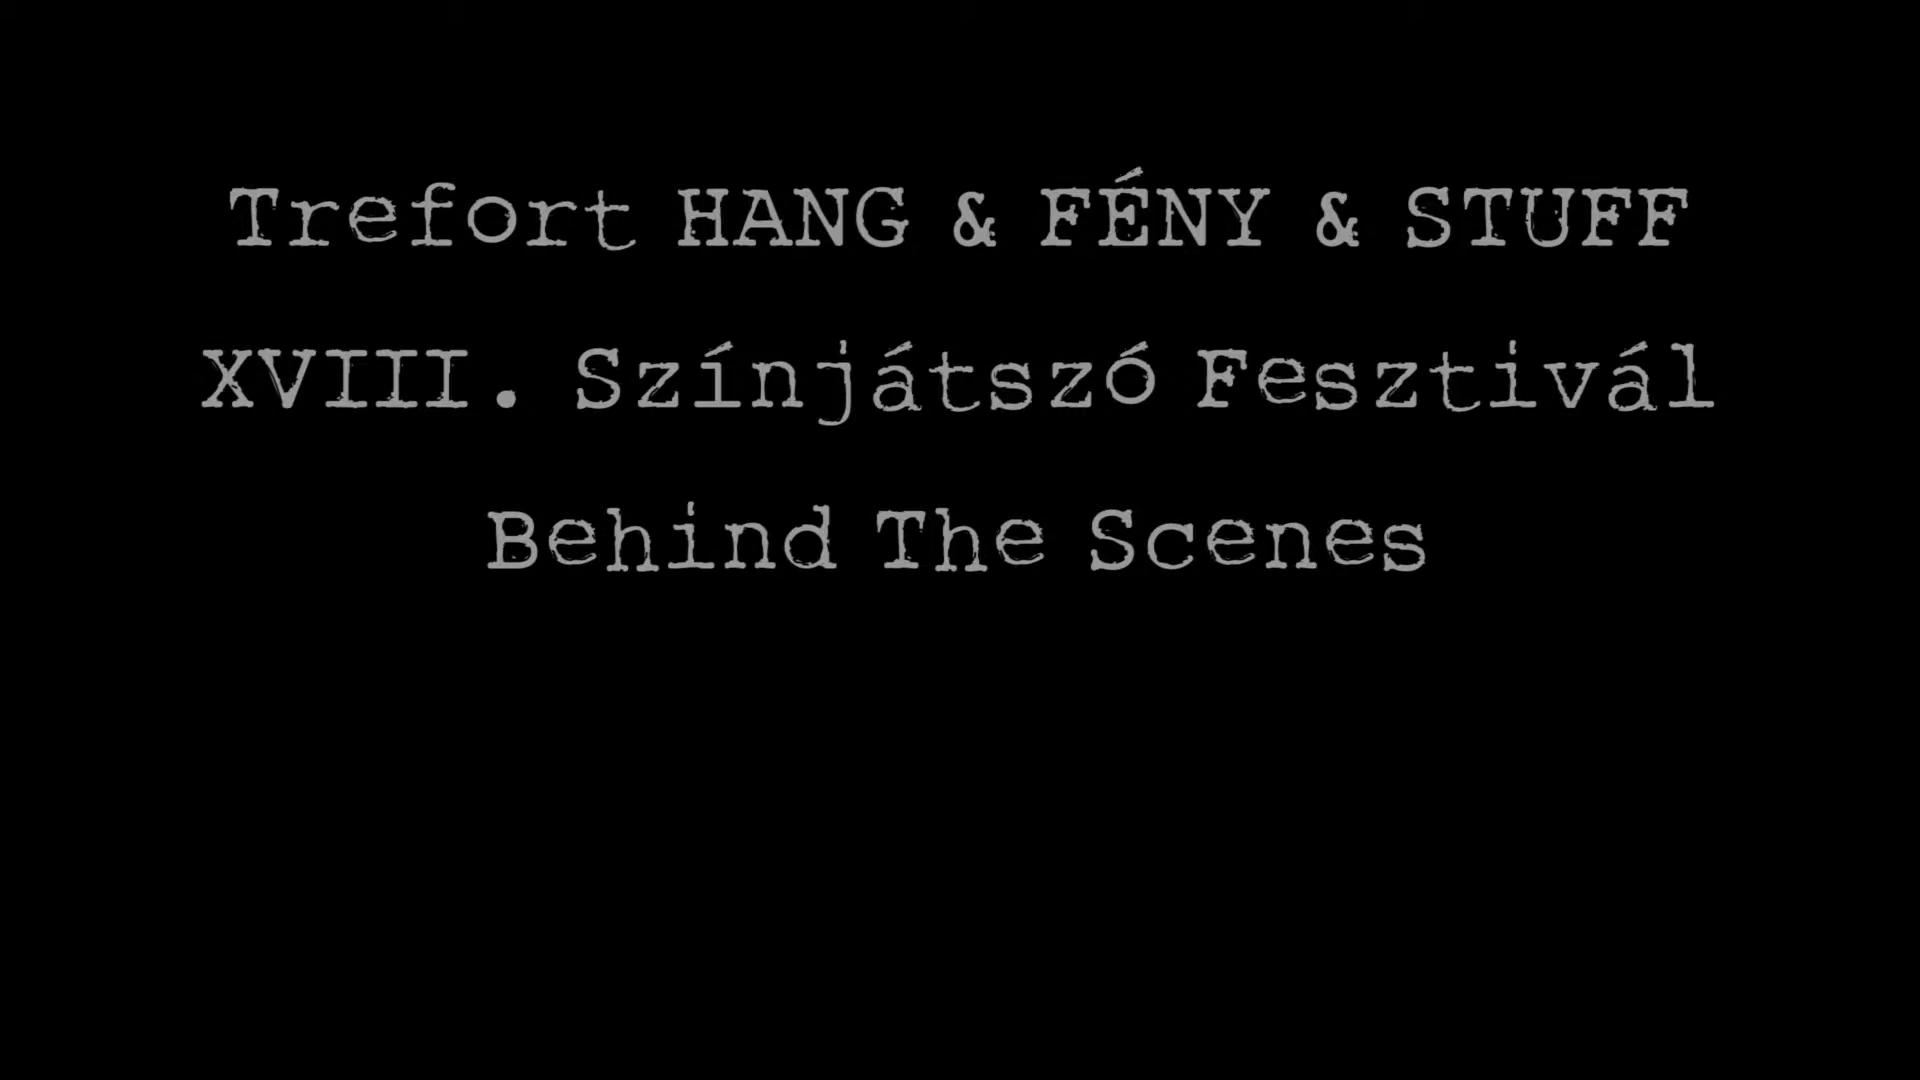 Trefort HANG & FÉNY & STUFF
XVIII. Színjátszó Fesztivál
Behind The Scenes